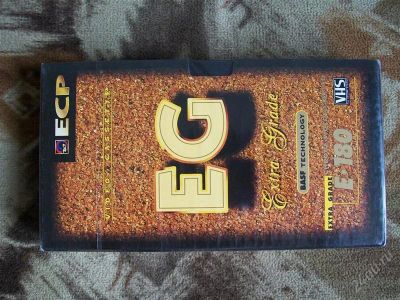 ECP
VIDEO CASSETTE
EG
Extra Grade
BASF TECHNOLOGY
VHS
EXTRA GRADE
E-180